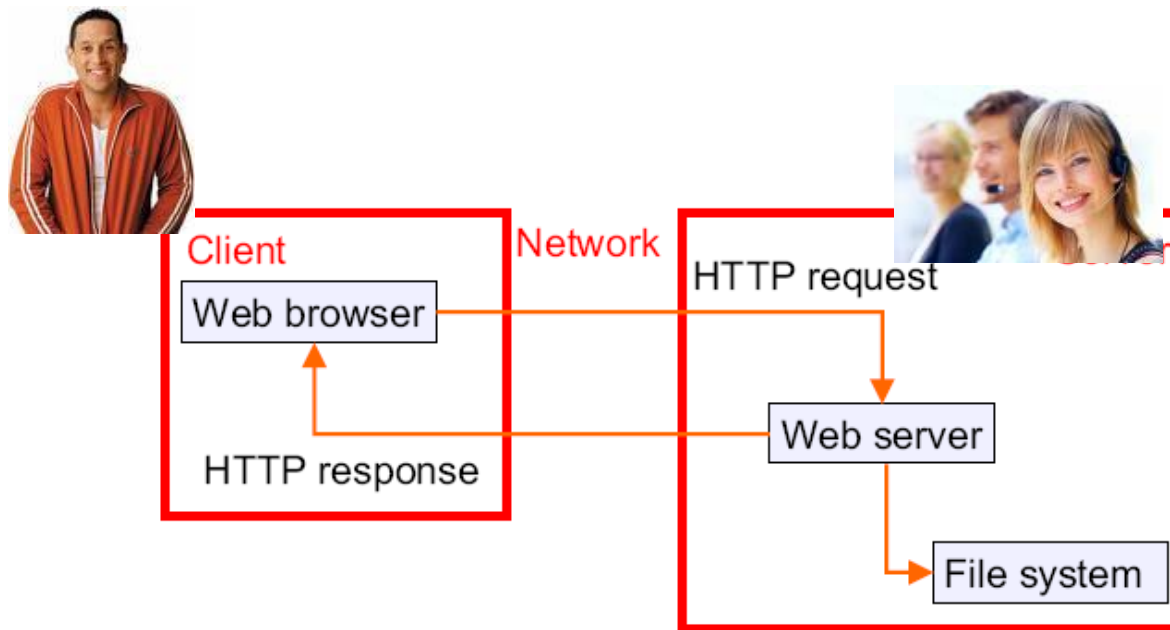 Client
Network
HTTP request
Web browser
Web server
HTTP response
File system